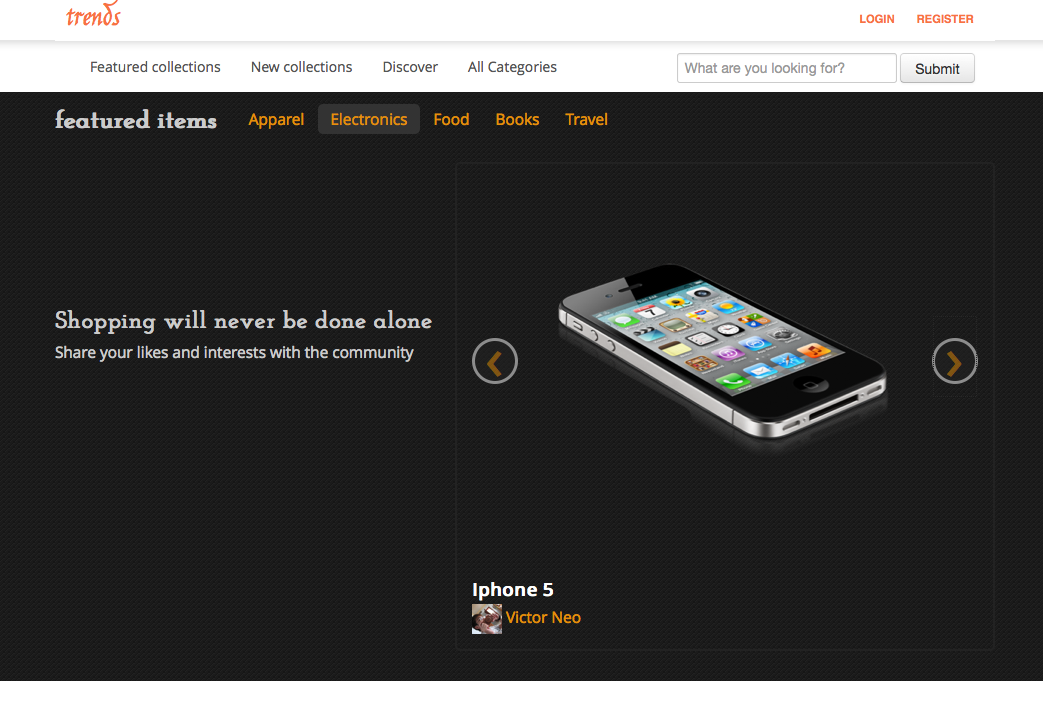 trends
LOGIN REGISTER
Featured collections New collections Discover All Categories What are you looking for? Submit
featured items Apparel Electronics Food Books Travel
Shopping will never be done alone
Share your likes and interests with the community
7
Iphone 5
Victor Neo